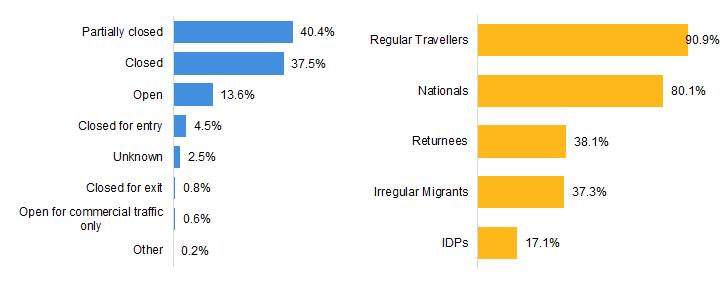 Partially closed 40.4%
Closed 37.5%
Open 13.6%
Closed for entry 4.5%
Unknown 2.5%
Closed for exit 0.8%
Open for commercial traffic
only 0.6%
Other 0.2%
Regular Travellers 90.9%
Nationals 80.1%
Returnees 38.1%
Irregular Migrants 37.3%
IDPs 17.1%